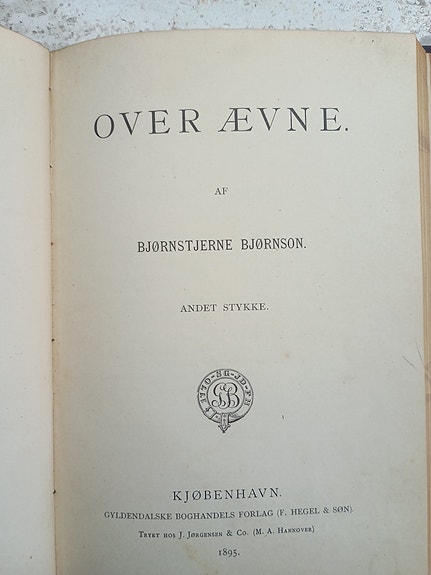 OVER ÆVNE.
AF
BJØRNSTJERNE BJØRNSON.
ANDET STYKKE.
GB
KJØBENHAVN.
GYLDENDALSKE BOGHANDELS FORLAG (F. HEGEL & SØN)
TRYKT HOS J. JØRGENSEN & CO. (M. A. HANNOVER)
1895.